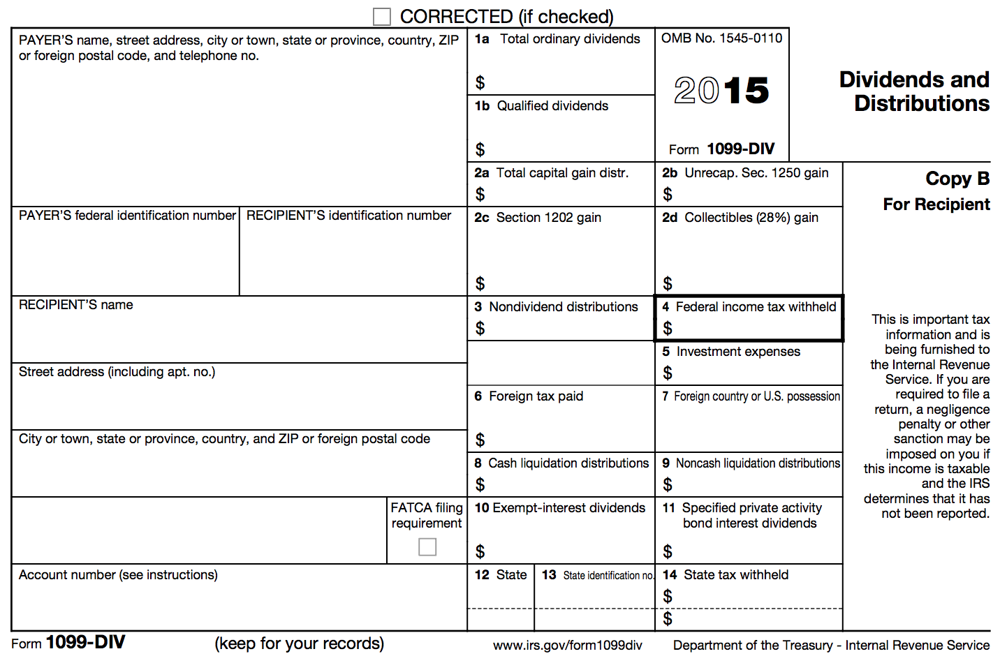 CORRECTED (if checked)
PAYER'S name, street address, city or town, state or province, country, ZIP
or foreign postal code, and telephone no.
1a Total ordinary dividends
$
1b Qualified dividends
$
OMB No. 1545-0110
2015
Form 1099-DIV
Dividends and
Distributions
2a Total capital gain distr.
$
2b Unrecap. Sec. 1250 gain
$
Copy B
For Recipient
PAYER'S federal identification number
RECIPIENT'S identification number
2c Section 1202 gain
$
2d Collectibles (28%) gain
$
RECIPIENT'S name
3 Nondividend distributions
$
4 Federal income tax withheld
$
5 Investment expenses
$
Street address (including apt. no.)
6 Foreign tax paid
$
7 Foreign country or U.S. possession
City or town, state or province, country, and ZIP or foreign postal code
8 Cash liquidation distributions
$
9 Noncash liquidation distributions
$
FATCA filing
requirement
10 Exempt-interest dividends
$
11 Specified private activity
bond interest dividends
$
This is important tax
information and is
being furnished to
the Internal Revenue
Service. If you are
required to file a
return, a negligence
penalty or other
sanction may be
imposed on you if
this income is taxable
and the IRS
determines that it has
not been reported.
Account number (see instructions)
12 State
13 State identification no.
14 State tax withheld
$
$
Form 1099-DIV
(keep for your records)
www.irs.gov/form1099div
Department of the Treasury - Internal Revenue Service